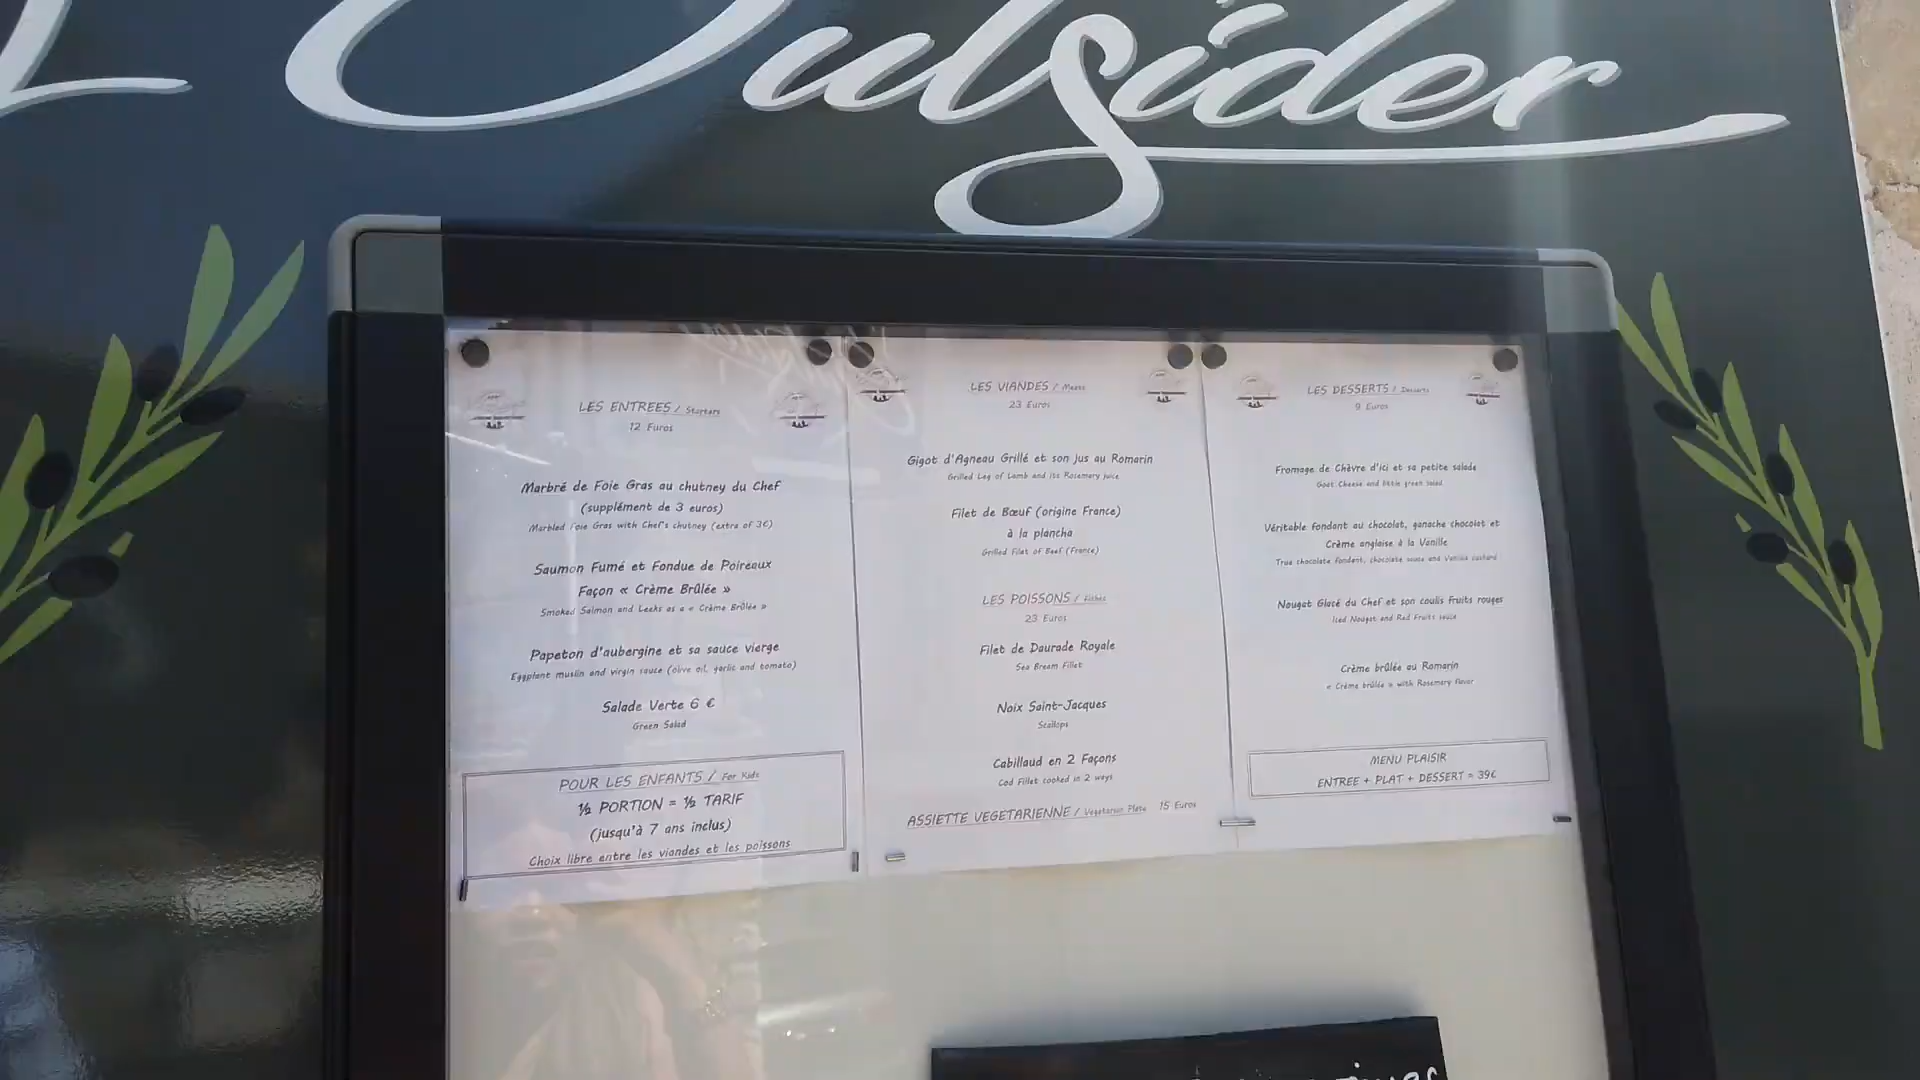 L'Outsider
LES ENTREES / Starters
12 Euros
Marbré de Foie Gras au chutney du Chef
(supplément de 3 euros)
Marbled Foie Gras with Chef's chutney (extra of 3€)
Saumon Fumé et Fondue de Poireaux
Façon « Crème Brûlée »
Smoked Salmon and Leeks as a « Crème Brûlée »
Papeton d'aubergine et sa sauce vierge
Eggplant muslin and virgin sauce (olive oil, garlic and tomato)
Salade Verte 6 €
Green Salad
POUR LES ENFANTS / For Kids
½ PORTION = ½ TARIF
(jusqu'à 7 ans inclus)
Choix libre entre les viandes et les poissons
LES VIANDES / Meats
23 Euros
Gigot d'Agneau Grillé et son jus au Romarin
Grilled Leg of Lamb and its Rosemary juice
Filet de Bœuf (origine France)
à la plancha
Grilled Filet of Beef (France)
LES POISSONS / Fishes
23 Euros
Filet de Daurade Royale
Sea Bream Fillet
Noix Saint-Jacques
Scallops
Cabillaud en 2 Façons
Cod Fillet cooked in 2 ways
ASSIETTE VEGETARIENNE / Vegetarian Plate 15 Euros
LES DESSERTS / Desserts
9 Euros
Fromage de Chèvre d'ici et sa petite salade
Goat Cheese and little green salad
Véritable fondant au chocolat, ganache chocolat et
Crème anglaise à la Vanille
True chocolate fondant, chocolate sauce and Vanilla custard
Nougat Glacé du Chef et son coulis fruits rouges
Iced Nougat and Red Fruits sauce
Crème brûlée au Romarin
« Crème brûlée » with Rosemary flavor
MENU PLAISIR
ENTREE + PLAT + DESSERT = 39€